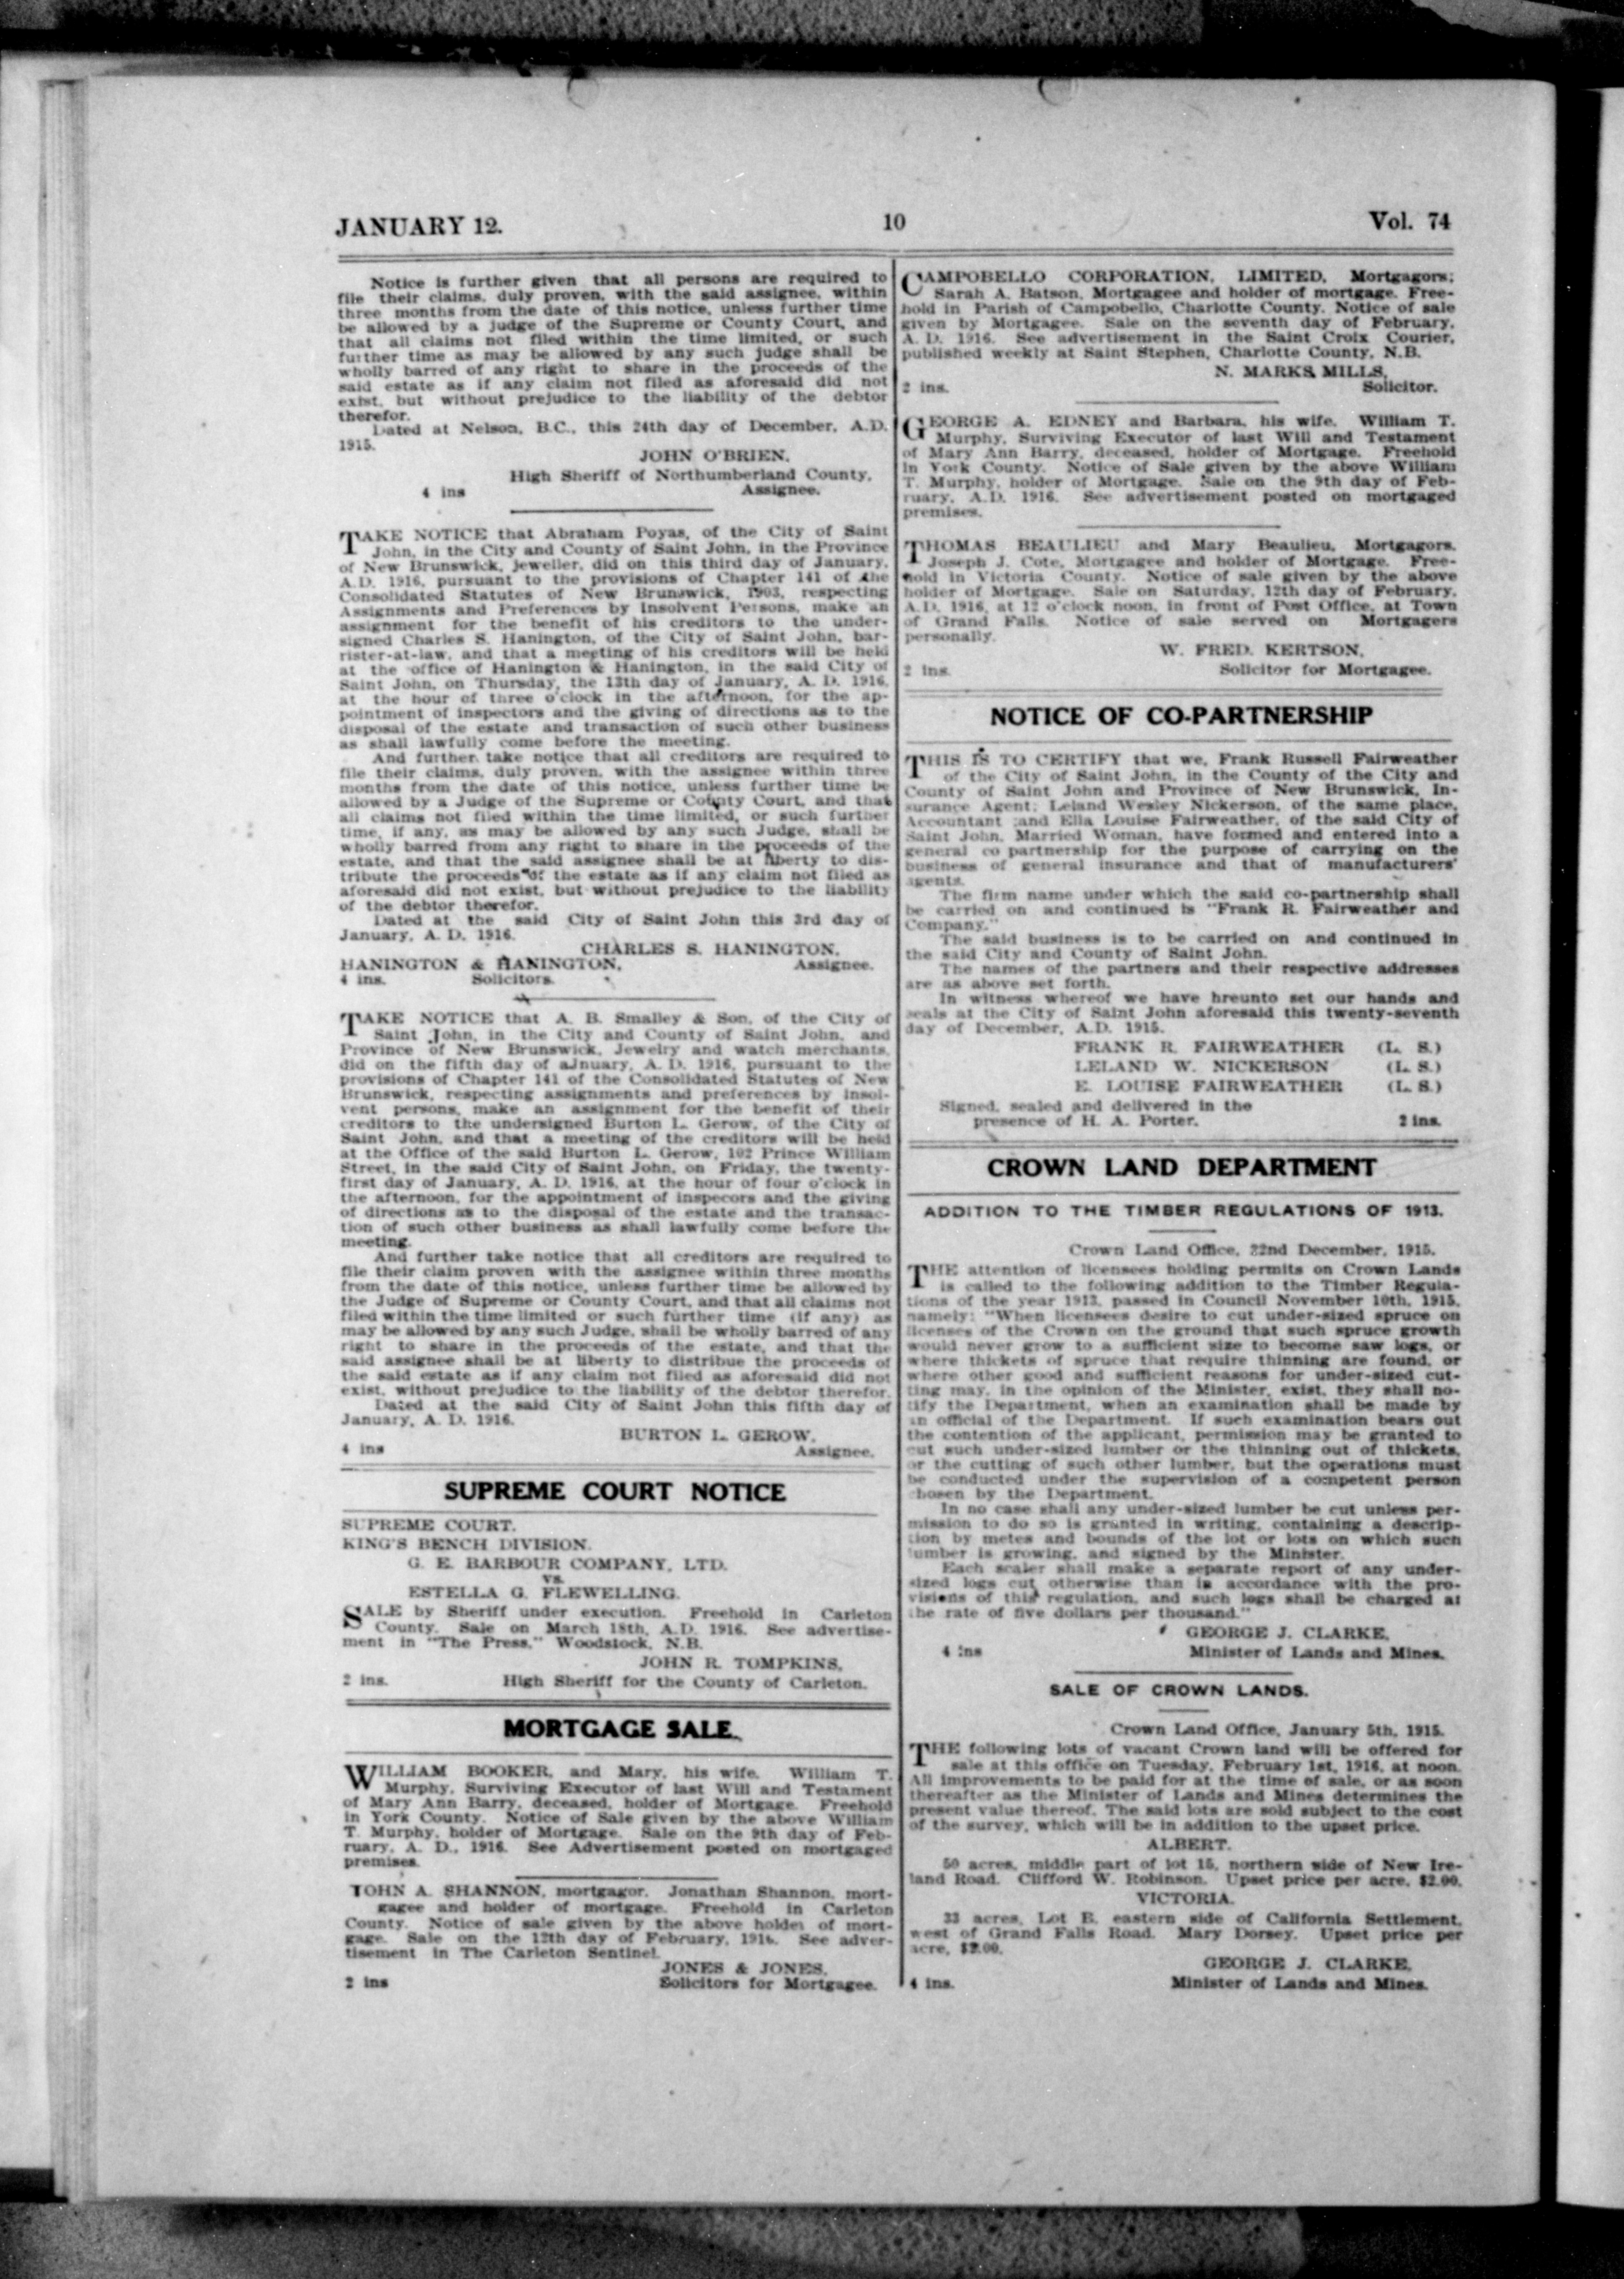 JANUARY 12.
10
Vol. 74
Notice is further given that all persons are required to
file their claims, duly proven, with the said assignee, within
three months from the date of this notice, unless further time
be allowed by a judge of the Supreme or County Court, and
that all claims not filed within the time limited, or such
further time as may be allowed by any such judge shall be
wholly barred of any right to share in the proceeds of the
said estate as if any claim not filed as aforesaid did not
exist, but without prejudice to the liability of the debtor
therefor.
Dated at Nelson, B.C., this 24th day of December, A.D.
1915.
JOHN O'BRIEN,
High Sheriff of Northumberland County,
4 ins Assignee.
TAKE NOTICE that Abraham Poyas, of the City of Saint
John, in the City and County of Saint John, in the Province
of New Brunswick, jeweller, did on this third day of January,
A.D. 1916, pursuant to the provisions of Chapter 141 of the
Consolidated Statutes of New Brunswick, 1903, respecting
Assignments and Preferences by Insolvent Persons, make an
assignment for the benefit of his creditors to the under-
signed Charles S. Hanington, of the City of Saint John, bar-
rister-at-law, and that a meeting of his creditors will be held
at the office of Hanington & Hanington, in the said City of
Saint John, on Thursday, the 13th day of January, A. D. 1916,
at the hour of three o'clock in the afternoon, for the ap-
pointment of inspectors and the giving of directions as to the
disposal of the estate and transaction of such other business
as shall lawfully come before the meeting.
And further take notice that all creditors are required to
file their claims, duly proven, with the assignee within three
months from the date of this notice, unless further time be
allowed by a Judge of the Supreme or County Court, and that
all claims not filed within the time limited, or such further
time, if any, as may be allowed by any such Judge, shall be
wholly barred from any right to share in the proceeds of the
estate, and that the said assignee shall be at liberty to dis-
tribute the proceeds of the estate as if any claim not filed as
aforesaid did not exist, but without prejudice to the liability
of the debtor therefor.
Dated at the said City of Saint John this 3rd day of
January, A. D. 1916.
CHARLES S. HANINGTON,
HANINGTON & HANINGTON, Assignee.
4 ins. Solicitors.
TAKE NOTICE that A. B. Smalley & Son, of the City of
Saint John, in the City and County of Saint John, and
Province of New Brunswick, Jewelry and watch merchants,
did on the fifth day of aJnuary, A. D. 1916, pursuant to the
provisions of Chapter 141 of the Consolidated Statutes of New
Brunswick, respecting assignments and preferences by insol-
vent persons, make an assignment for the benefit of their
creditors to the undersigned Burton L. Gerow, of the City of
Saint John, and that a meeting of the creditors will be held
at the Office of the said Burton L. Gerow, 102 Prince William
Street, in the said City of Saint John, on Friday, the twenty-
first day of January, A. D. 1916, at the hour of four o'clock in
the afternoon, for the appointment of inspecors and the giving
of directions as to the disposal of the estate and the transac-
tion of such other business as shall lawfully come before the
meeting.
And further take notice that all creditors are required to
file their claim proven with the assignee within three months
from the date of this notice, unless further time be allowed by
the Judge of Supreme or County Court, and that all claims not
filed within the time limited or such further time (if any) as
may be allowed by any such Judge, shall be wholly barred of any
right to share in the proceeds of the estate, and that the
said assignee shall be at liberty to distribue the proceeds of
the said estate as if any claim not filed as aforesaid did not
exist, without prejudice to the liability of the debtor therefor.
Dated at the said City of Saint John this fifth day of
January, A. D. 1916.
BURTON L. GEROW,
4 ins Assignee.
SUPREME COURT NOTICE
SUPREME COURT.
KING'S BENCH DIVISION.
G. E. BARBOUR COMPANY, LTD.
vs.
ESTELLA G. FLEWELLING.
SALE by Sheriff under execution. Freehold in Carleton
County. Sale on March 18th, A.D. 1916. See advertise-
ment in "The Press," Woodstock, N.B.
JOHN R. TOMPKINS,
2 ins. High Sheriff for the County of Carleton.
MORTGAGE SALE.
WILLIAM BOOKER, and Mary, his wife. William T.
Murphy, Surviving Executor of last Will and Testament
of Mary Ann Barry, deceased, holder of Mortgage. Freehold
in York County. Notice of Sale given by the above William
T. Murphy, holder of Mortgage. Sale on the 9th day of Feb-
ruary, A. D., 1916. See Advertisement posted on mortgaged
premises.
JOHN A. SHANNON, mortgagor. Jonathan Shannon, mort-
gagee and holder of mortgage. Freehold in Carleton
County. Notice of sale given by the above holder of mort-
gage. Sale on the 12th day of February, 1916. See adver-
tisement in The Carleton Sentinel.
JONES & JONES,
2 ins Solicitors for Mortgagee.
CAMPOBELLO CORPORATION, LIMITED, Mortgagors;
Sarah A. Batson, Mortgagee and holder of mortgage. Free-
hold in Parish of Campobello, Charlotte County. Notice of sale
given by Mortgagee. Sale on the seventh day of February,
A. D. 1916. See advertisement in the Saint Croix Courier,
published weekly at Saint Stephen, Charlotte County, N.B.
N. MARKS MILLS,
2 ins. Solicitor.
GEORGE A. EDNEY and Barbara, his wife. William T.
Murphy, Surviving Executor of last Will and Testament
of Mary Ann Barry, deceased, holder of Mortgage. Freehold
in York County. Notice of Sale given by the above William
T. Murphy, holder of Mortgage. Sale on the 9th day of Feb-
ruary, A.D. 1916. See advertisement posted on mortgaged
premises.
THOMAS BEAULIEU and Mary Beaulieu, Mortgagors.
Joseph J. Cote, Mortgagee and holder of Mortgage. Free-
hold in Victoria County. Notice of sale given by the above
holder of Mortgage. Sale on Saturday, 12th day of February,
A.D. 1916, at 12 o'clock noon, in front of Post Office, at Town
of Grand Falls. Notice of sale served on Mortgagers
personally.
W. FRED. KERTSON,
2 ins. Solicitor for Mortgagee.
NOTICE OF CO-PARTNERSHIP
THIS IS TO CERTIFY that we, Frank Russell Fairweather
of the City of Saint John, in the County of the City and
County of Saint John and Province of New Brunswick, In-
surance Agent; Leland Wesley Nickerson, of the same place,
Accountant ;and Ella Louise Fairweather, of the said City of
Saint John, Married Woman, have formed and entered into a
general co partnership for the purpose of carrying on the
business of general insurance and that of manufacturers'
agents.
The firm name under which the said co-partnership shall
be carried on and continued is "Frank R. Fairweather and
Company."
The said business is to be carried on and continued in
the said City and County of Saint John.
The names of the partners and their respective addresses
are as above set forth.
In witness whereof we have hreunto set our hands and
seals at the City of Saint John aforesaid this twenty-seventh
day of December, A.D. 1915.
FRANK R. FAIRWEATHER (L. S.)
LELAND W. NICKERSON (L. S.)
E. LOUISE FAIRWEATHER (L. S.)
Signed, sealed and delivered in the
presence of H. A. Porter. 2 ins.
CROWN LAND DEPARTMENT
ADDITION TO THE TIMBER REGULATIONS OF 1913.
Crown Land Office, 22nd December, 1915.
THE attention of licensees holding permits on Crown Lands
is called to the following addition to the Timber Regula-
tions of the year 1913, passed in Council November 10th, 1915,
namely: "When licensees desire to cut under-sized spruce on
licenses of the Crown on the ground that such spruce growth
would never grow to a sufficient size to become saw logs, or
where thickets of spruce that require thinning are found, or
where other good and sufficient reasons for under-sized cut-
ting may, in the opinion of the Minister, exist, they shall no-
tify the Department, when an examination shall be made by
an official of the Department. If such examination bears out
the contention of the applicant, permission may be granted to
cut such under-sized lumber or the thinning out of thickets,
or the cutting of such other lumber, but the operations must
be conducted under the supervision of a competent person
chosen by the Department.
In no case shall any under-sized lumber be cut unless per-
mission to do so is granted in writing, containing a descrip-
tion by metes and bounds of the lot or lots on which such
lumber is growing, and signed by the Minister.
Each scaler shall make a separate report of any under-
sized logs cut otherwise than in accordance with the pro-
visions of this regulation, and such logs shall be charged at
the rate of five dollars per thousand."
GEORGE J. CLARKE,
4 ins Minister of Lands and Mines.
SALE OF CROWN LANDS.
Crown Land Office, January 5th, 1915.
THE following lots of vacant Crown land will be offered for
sale at this office on Tuesday, February 1st, 1916, at noon.
All improvements to be paid for at the time of sale, or as soon
thereafter as the Minister of Lands and Mines determines the
present value thereof. The said lots are sold subject to the cost
of the survey, which will be in addition to the upset price.
ALBERT.
50 acres, middle part of lot 15, northern side of New Ire-
land Road. Clifford W. Robinson. Upset price per acre, $2.00.
VICTORIA.
33 acres, Lot B, eastern side of California Settlement,
west of Grand Falls Road. Mary Dorsey. Upset price per
acre, $2.00.
GEORGE J. CLARKE,
4 ins. Minister of Lands and Mines.